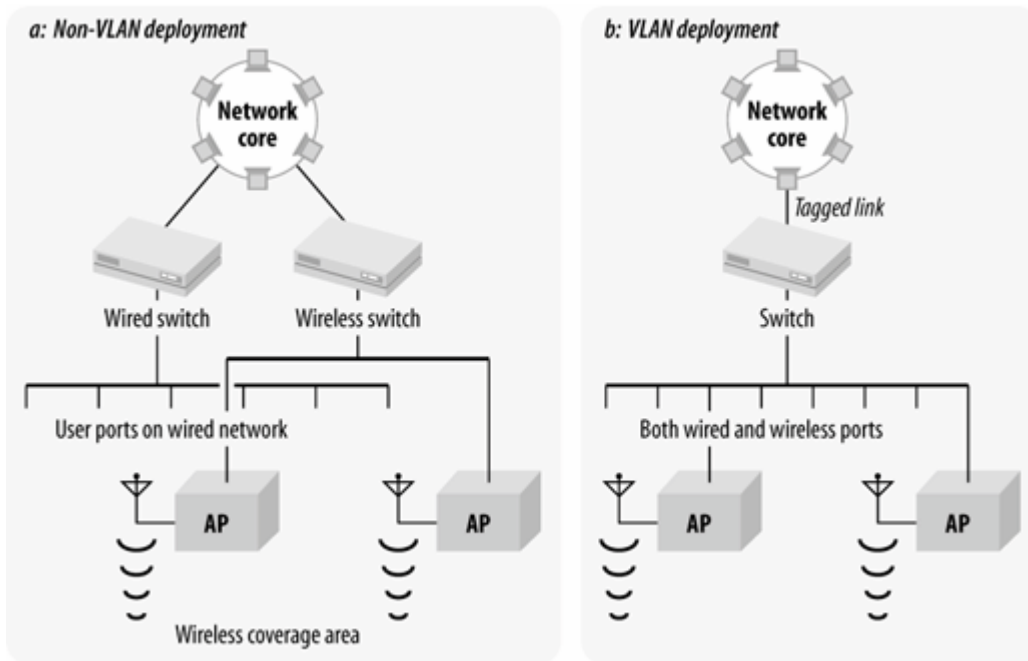 a: Non-VLAN deployment
Network
core
Wired switch
Wireless switch
User ports on wired network
AP
AP
Wireless coverage area
b: VLAN deployment
Network
core
Tagged link
Switch
Both wired and wireless ports
AP
AP